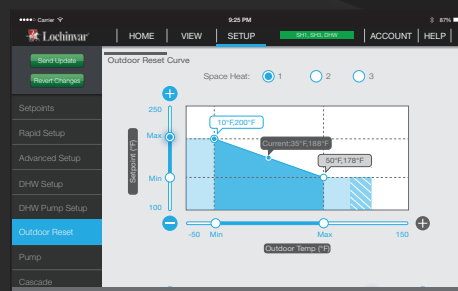 Carrier
9:25 PM
87%
Lochinvar
HOME
VIEW
SETUP
SH1, SH3, DHW
ACCOUNT
HELP
Send Update
Revert Changes
Outdoor Reset Curve
Space Heat: 1 2 3
Setpoints
Rapid Setup
Advanced Setup
DHW Setup
DHW Pump Setup
Outdoor Reset
Pump
Cascade
250
Max
Min
100
Setpoint (°F)
10°F,200°F
Current:35°F,188°F
50°F,178°F
-50 Min Max 150
Outdoor Temp (°F)